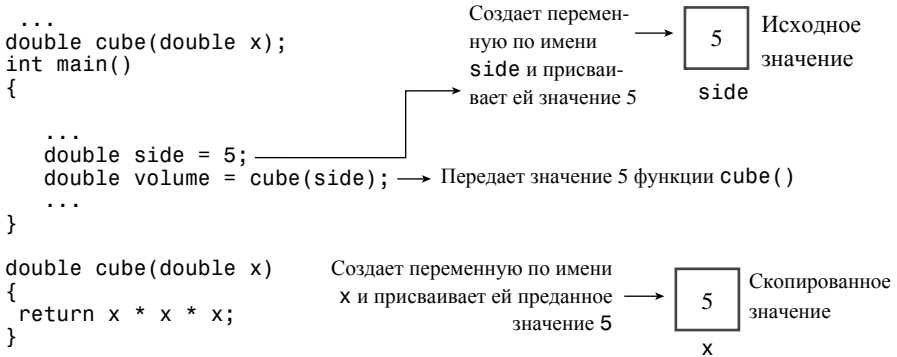 ...
double cube(double x);
int main()
{
...
double side = 5;
double volume = cube(side);
...
}
Создает перемен-
ную по имени
side и присваи-
вает ей значение 5
5
side
Исходное
значение
Передает значение 5 функции cube()
double cube(double x)
{
return x * x * x;
}
Создает переменную по имени
x и присваивает ей преданное
значение 5
5
x
Скопированное
значение